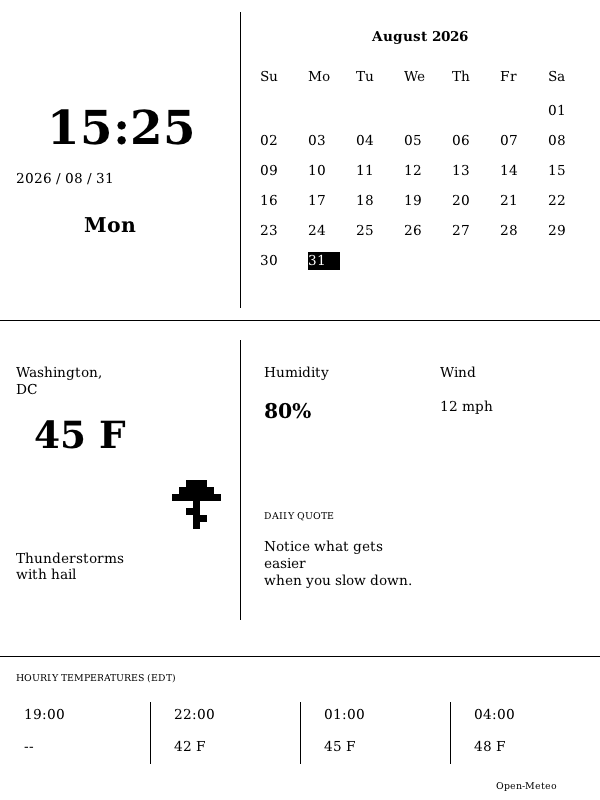 15:25
2026 / 08 / 31
Mon
August 2026
Su Mo Tu We Th Fr Sa
01
02 03 04 05 06 07 08
09 10 11 12 13 14 15
16 17 18 19 20 21 22
23 24 25 26 27 28 29
30 31
Washington,
DC
45 F
Thunderstorms
with hail
Humidity
80%
Wind
12 mph
DAILY QUOTE
Notice what gets
easier
when you slow down.
HOURLY TEMPERATURES (EDT)
19:00 22:00 01:00 04:00
-- 42 F 45 F 48 F
Open-Meteo